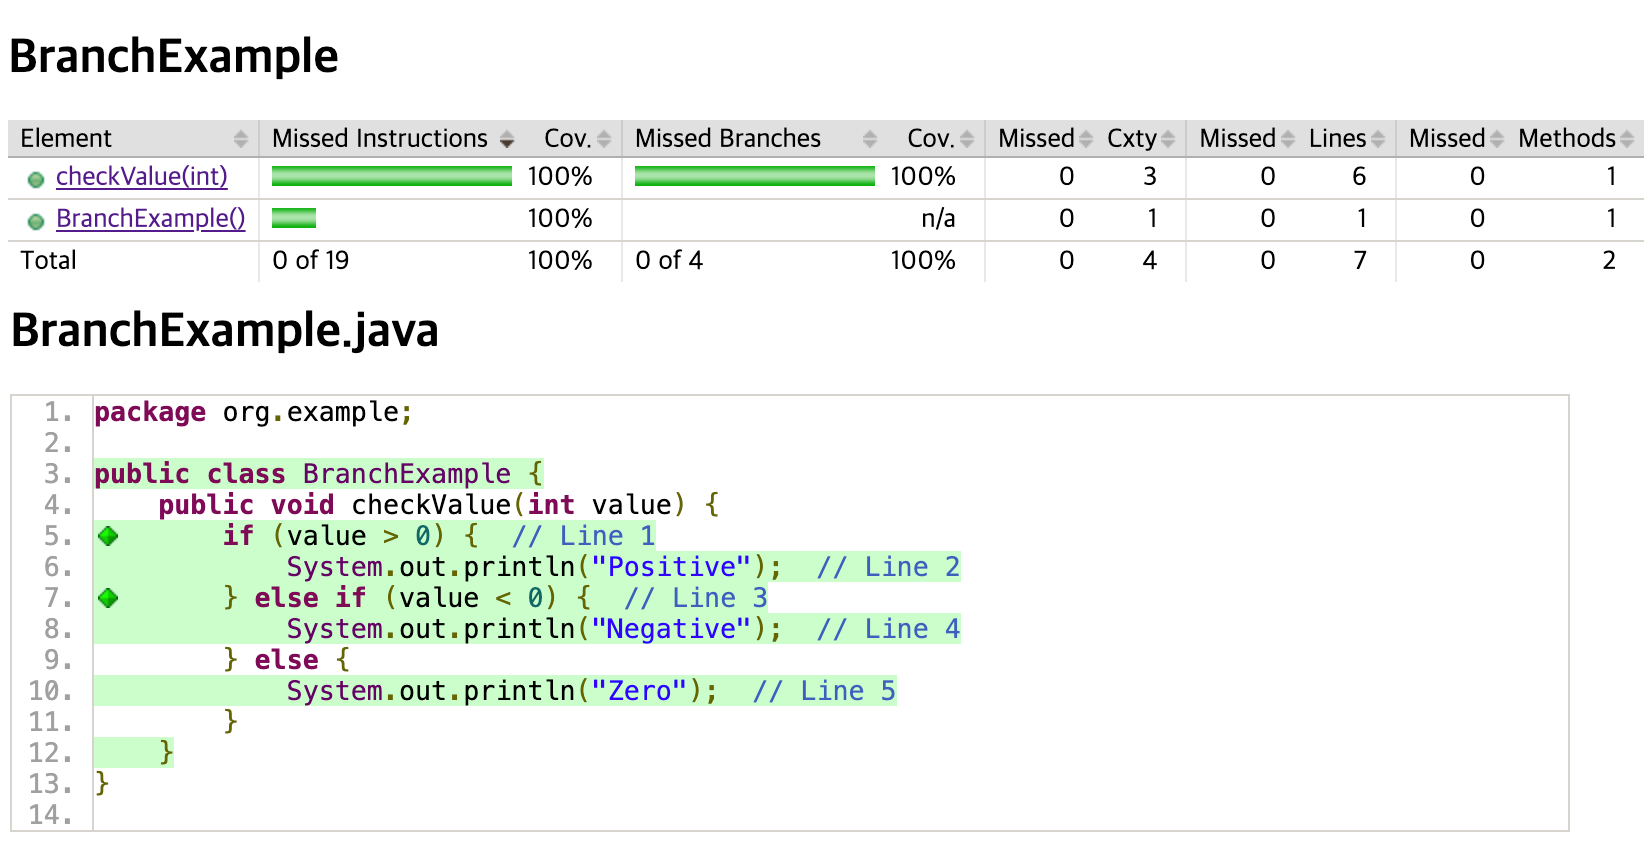 BranchExample
Element Missed Instructions Cov. Missed Branches Cov. Missed Cxty Missed Lines Missed Methods
checkValue(int) 100% 100% 0 3 0 6 0 1
BranchExample() 100% n/a 0 1 0 1 0 1
Total 0 of 19 100% 0 of 4 100% 0 4 0 7 0 2
BranchExample.java
1. package org.example;
2.
3. public class BranchExample {
4.     public void checkValue(int value) {
5.         if (value > 0) {  // Line 1
6.             System.out.println("Positive");  // Line 2
7.         } else if (value < 0) {  // Line 3
8.             System.out.println("Negative");  // Line 4
9.         } else {
10.             System.out.println("Zero");  // Line 5
11.         }
12.     }
13. }
14.